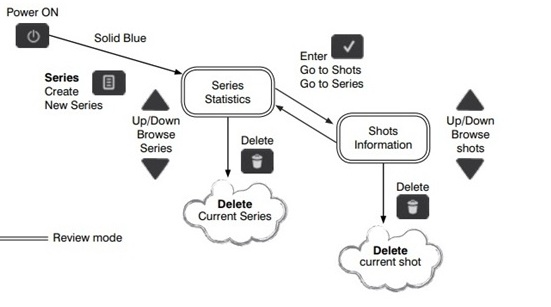 Power ON
Solid Blue
Enter
Go to Shots
Go to Series
Series
Create
New Series
Series
Statistics
Up/Down
Browse
Series
Shots
Information
Up/Down
Browse
shots
Delete
Delete
Current Series
Delete
Delete
current shot
Review mode